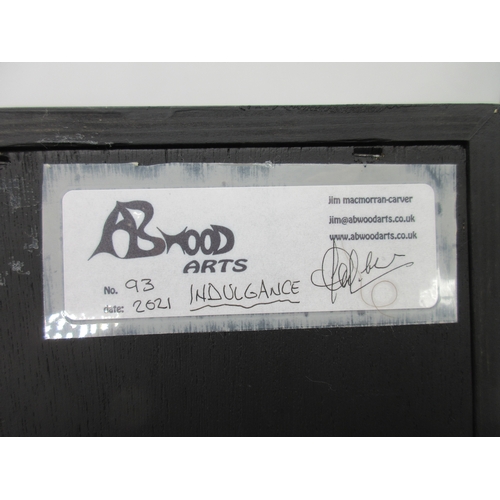 ABWOOD
ARTS
jim macmorran-carver
jim@abwoodarts.co.uk
www.abwoodarts.co.uk
No. 93
date: 2021 INDULGANCE